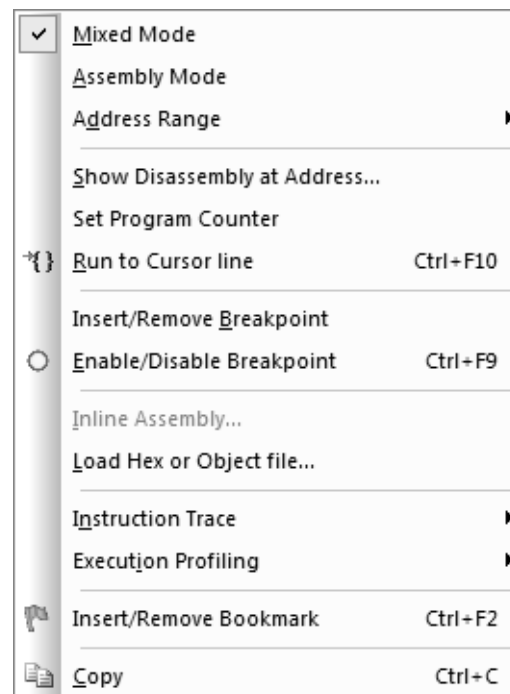 Mixed Mode
Assembly Mode
Address Range
Show Disassembly at Address...
Set Program Counter
Run to Cursor line Ctrl+F10
Insert/Remove Breakpoint
Enable/Disable Breakpoint Ctrl+F9
Inline Assembly...
Load Hex or Object file...
Instruction Trace
Execution Profiling
Insert/Remove Bookmark Ctrl+F2
Copy Ctrl+C